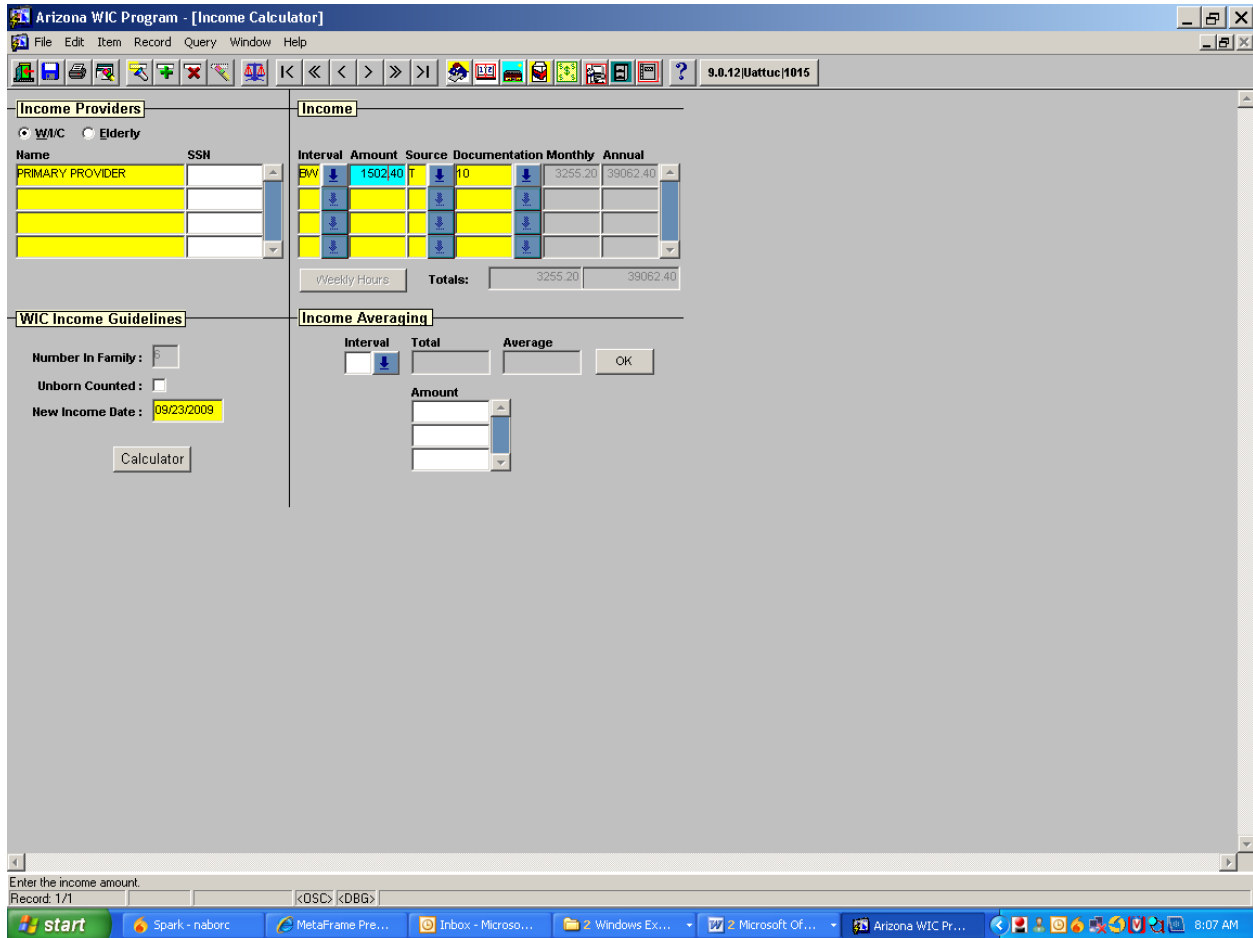 Arizona WIC Program - [Income Calculator]
File Edit Item Record Query Window Help
9.0.12|Uattuc|1015
Income Providers
W/I/C Elderly
Name SSN
PRIMARY PROVIDER
Income
Interval Amount Source Documentation Monthly Annual
BW 1502.40 T 10 3255.20 39062.40
Weekly Hours Totals: 3255.20 39062.40
WIC Income Guidelines
Number In Family : 6
Unborn Counted :
New Income Date : 09/23/2009
Calculator
Income Averaging
Interval Total Average
OK
Amount
Enter the income amount.
Record: 1/1 <OSC> <DBG>
start Spark - naborc MetaFrame Pre... Inbox - Microso... 2 Windows Ex... 2 Microsoft Of... Arizona WIC Pr... 8:07 AM